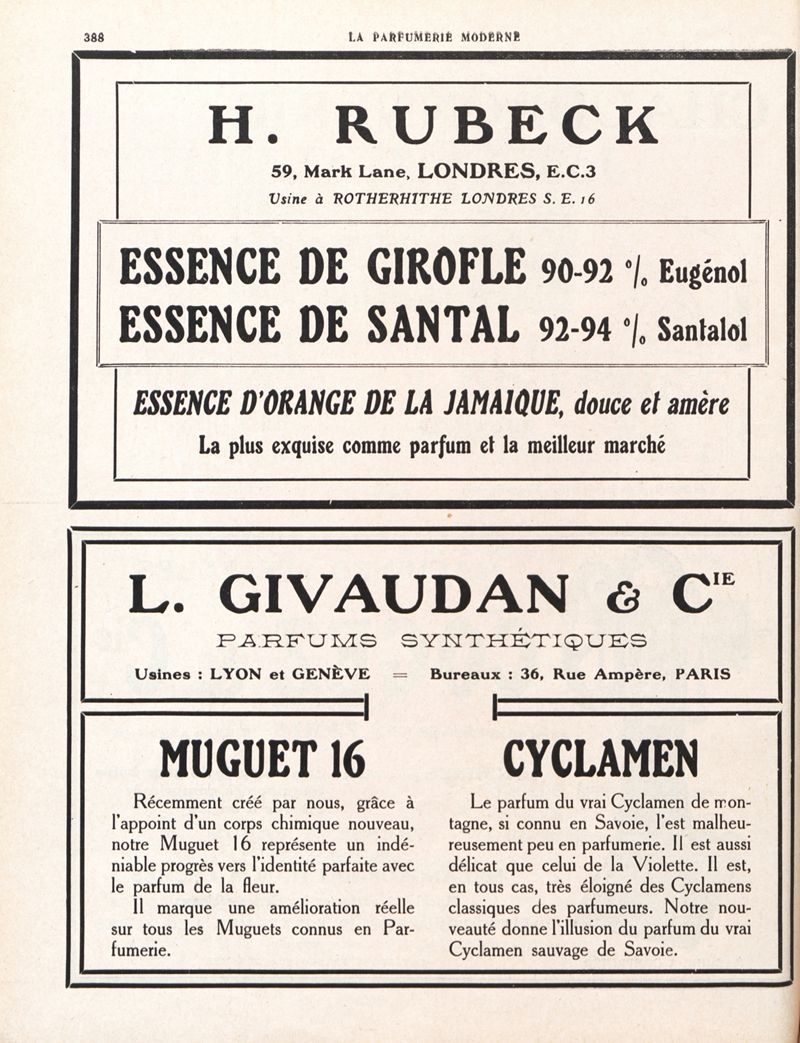 388
LA PARFUMERIE MODERNE
H. RUBECK
59, Mark Lane, LONDRES, E.C.3
Usine à ROTHERHITHE LONDRES S. E. 16
ESSENCE DE GIROFLE 90-92 % Eugénol
ESSENCE DE SANTAL 92-94 % Santalol
ESSENCE D'ORANGE DE LA JAMAIQUE, douce et amère
La plus exquise comme parfum et la meilleur marché
L. GIVAUDAN & CIE
PARFUMS SYNTHÉTIQUES
Usines : LYON et GENÈVE = Bureaux : 36, Rue Ampère, PARIS
MUGUET 16
Récemment créé par nous, grâce à
l'appoint d'un corps chimique nouveau,
notre Muguet 16 représente un indé-
niable progrès vers l'identité parfaite avec
le parfum de la fleur.
Il marque une amélioration réelle
sur tous les Muguets connus en Par-
fumerie.
CYCLAMEN
Le parfum du vrai Cyclamen de mon-
tagne, si connu en Savoie, l'est malheu-
reusement peu en parfumerie. Il est aussi
délicat que celui de la Violette. Il est,
en tous cas, très éloigné des Cyclamens
classiques des parfumeurs. Notre nou-
veauté donne l'illusion du parfum du vrai
Cyclamen sauvage de Savoie.